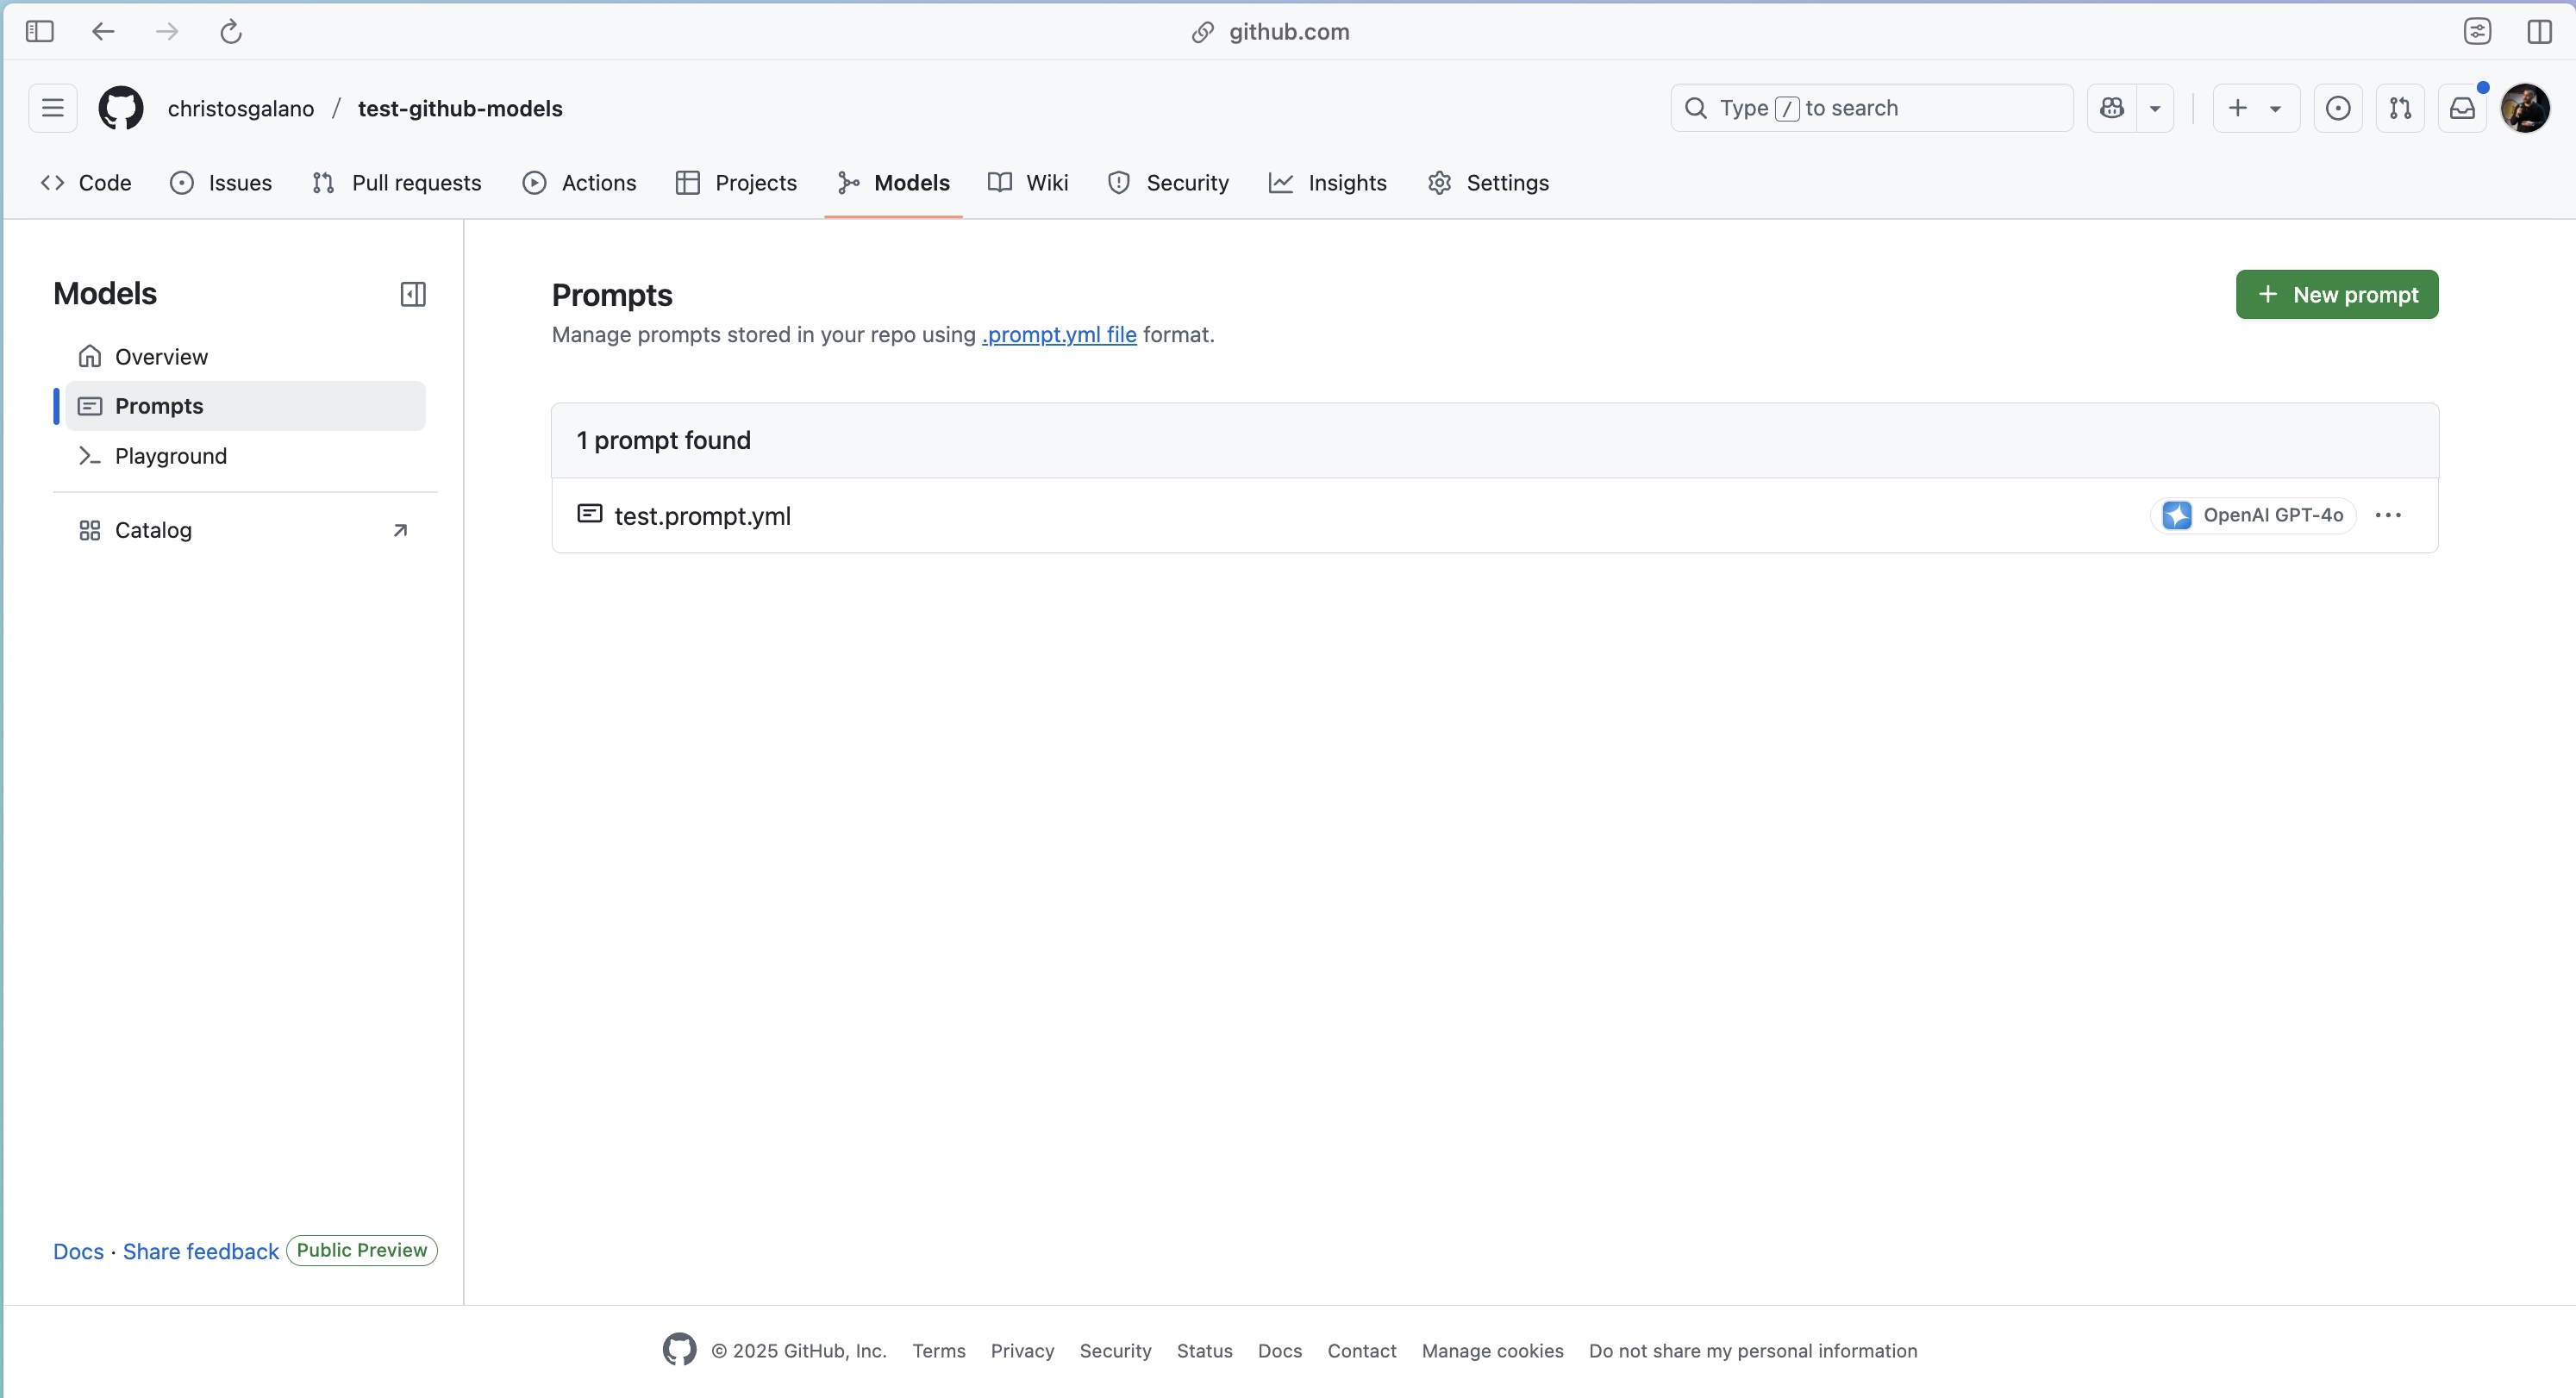 github.com
christosgalano / test-github-models
Type / to search
Code Issues Pull requests Actions Projects Models Wiki Security Insights Settings
Models
Overview
Prompts
Playground
Catalog
Docs · Share feedback Public Preview
Prompts
New prompt
Manage prompts stored in your repo using .prompt.yml file format.
1 prompt found
test.prompt.yml OpenAI GPT-4o
© 2025 GitHub, Inc. Terms Privacy Security Status Docs Contact Manage cookies Do not share my personal information